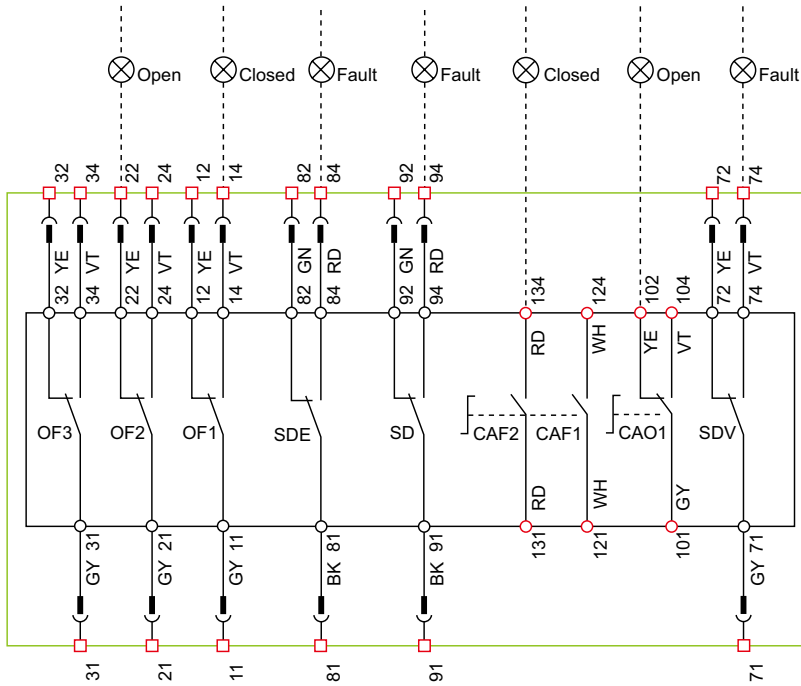 Open Closed Fault Fault Closed Open Fault
32 34 22 24 12 14 82 84 92 94 72 74
YE VT YE VT YE VT GN RD GN RD YE VT
32 34 22 24 12 14 82 84 92 94 134 124 102 104 72 74
RD WH YE VT
OF3 OF2 OF1 SDE SD CAF2 CAF1 CAO1 SDV
RD WH GY
31 21 11 81 91 131 121 101 71
GY GY GY BK BK GY
31 21 11 81 91 71